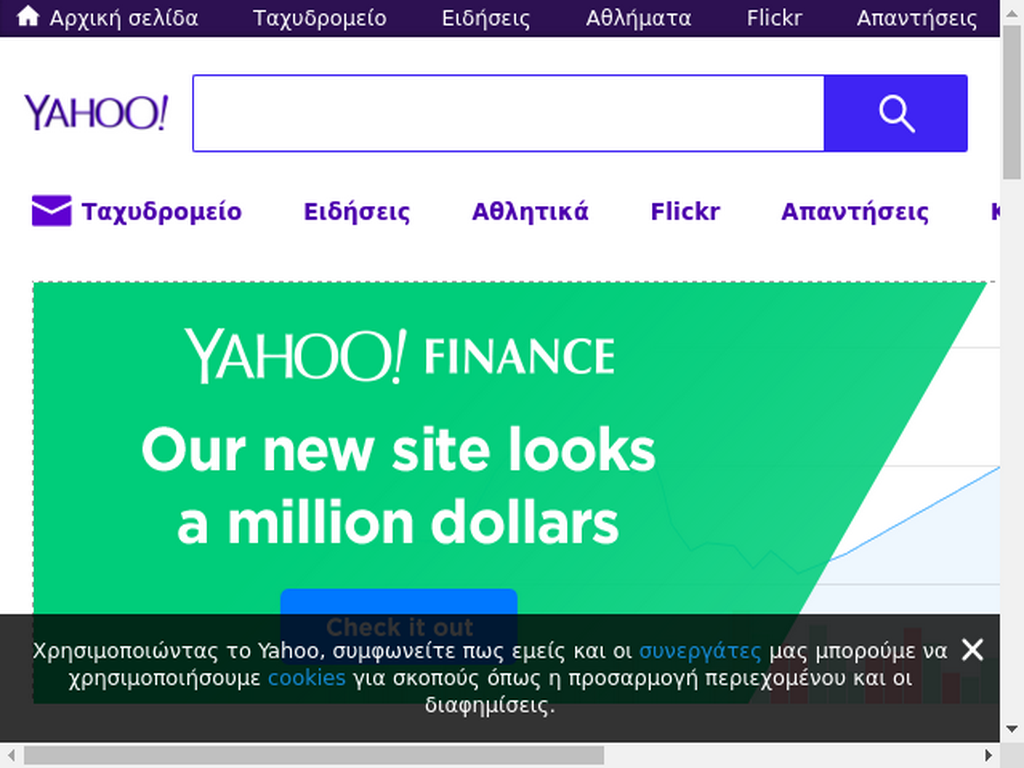 Αρχική σελίδα Ταχυδρομείο Ειδήσεις Αθλήματα Flickr Απαντήσεις
YAHOO!
Ταχυδρομείο Ειδήσεις Αθλητικά Flickr Απαντήσεις
YAHOO! FINANCE
Our new site looks
a million dollars
Check it out
Χρησιμοποιώντας το Yahoo, συμφωνείτε πως εμείς και οι συνεργάτες μας μπορούμε να
χρησιμοποιήσουμε cookies για σκοπούς όπως η προσαρμογή περιεχομένου και οι
διαφημίσεις.